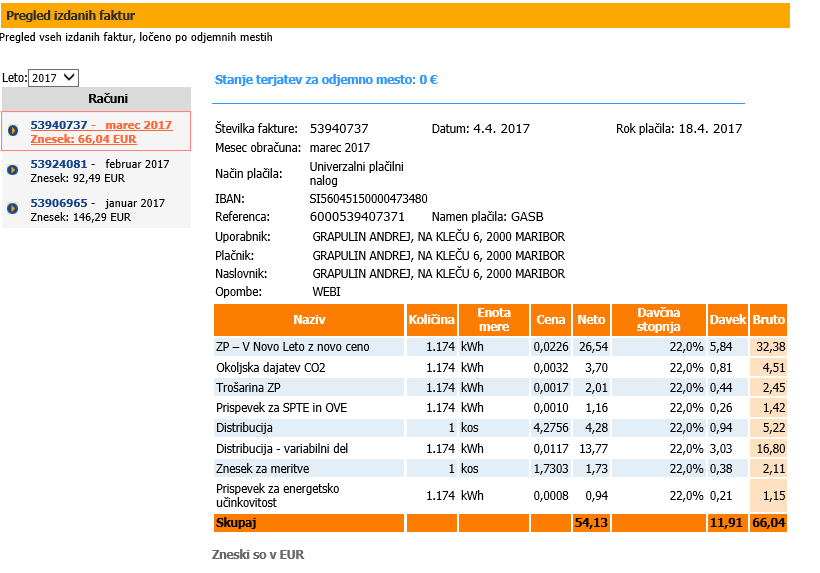 Pregled izdanih faktur
Pregled vseh izdanih faktur, ločeno po odjemnih mestih
Leto: 2017
Računi
53940737 - marec 2017
Znesek: 66,04 EUR
53924081 - februar 2017
Znesek: 92,49 EUR
53906965 - januar 2017
Znesek: 146,29 EUR
Stanje terjatev za odjemno mesto: 0 €
Številka fakture: 53940737 Datum: 4.4. 2017 Rok plačila: 18.4. 2017
Mesec obračuna: marec 2017
Način plačila: Univerzalni plačilni
nalog
IBAN: SI56045150000473480
Referenca: 6000539407371 Namen plačila: GASB
Uporabnik: GRAPULIN ANDREJ, NA KLEČU 6, 2000 MARIBOR
Plačnik: GRAPULIN ANDREJ, NA KLEČU 6, 2000 MARIBOR
Naslovnik: GRAPULIN ANDREJ, NA KLEČU 6, 2000 MARIBOR
Opombe: WEBI
Naziv Količina Enota mere Cena Neto Davčna stopnja Davek Bruto
ZP – V Novo Leto z novo ceno 1.174 kWh 0,0226 26,54 22,0% 5,84 32,38
Okoljska dajatev CO2 1.174 kWh 0,0032 3,70 22,0% 0,81 4,51
Trošarina ZP 1.174 kWh 0,0017 2,01 22,0% 0,44 2,45
Prispevek za SPTE in OVE 1.174 kWh 0,0010 1,16 22,0% 0,26 1,42
Distribucija 1 kos 4,2756 4,28 22,0% 0,94 5,22
Distribucija - variabilni del 1.174 kWh 0,0117 13,77 22,0% 3,03 16,80
Znesek za meritve 1 kos 1,7303 1,73 22,0% 0,38 2,11
Prispevek za energetsko
učinkovitost 1.174 kWh 0,0008 0,94 22,0% 0,21 1,15
Skupaj 54,13 11,91 66,04
Zneski so v EUR